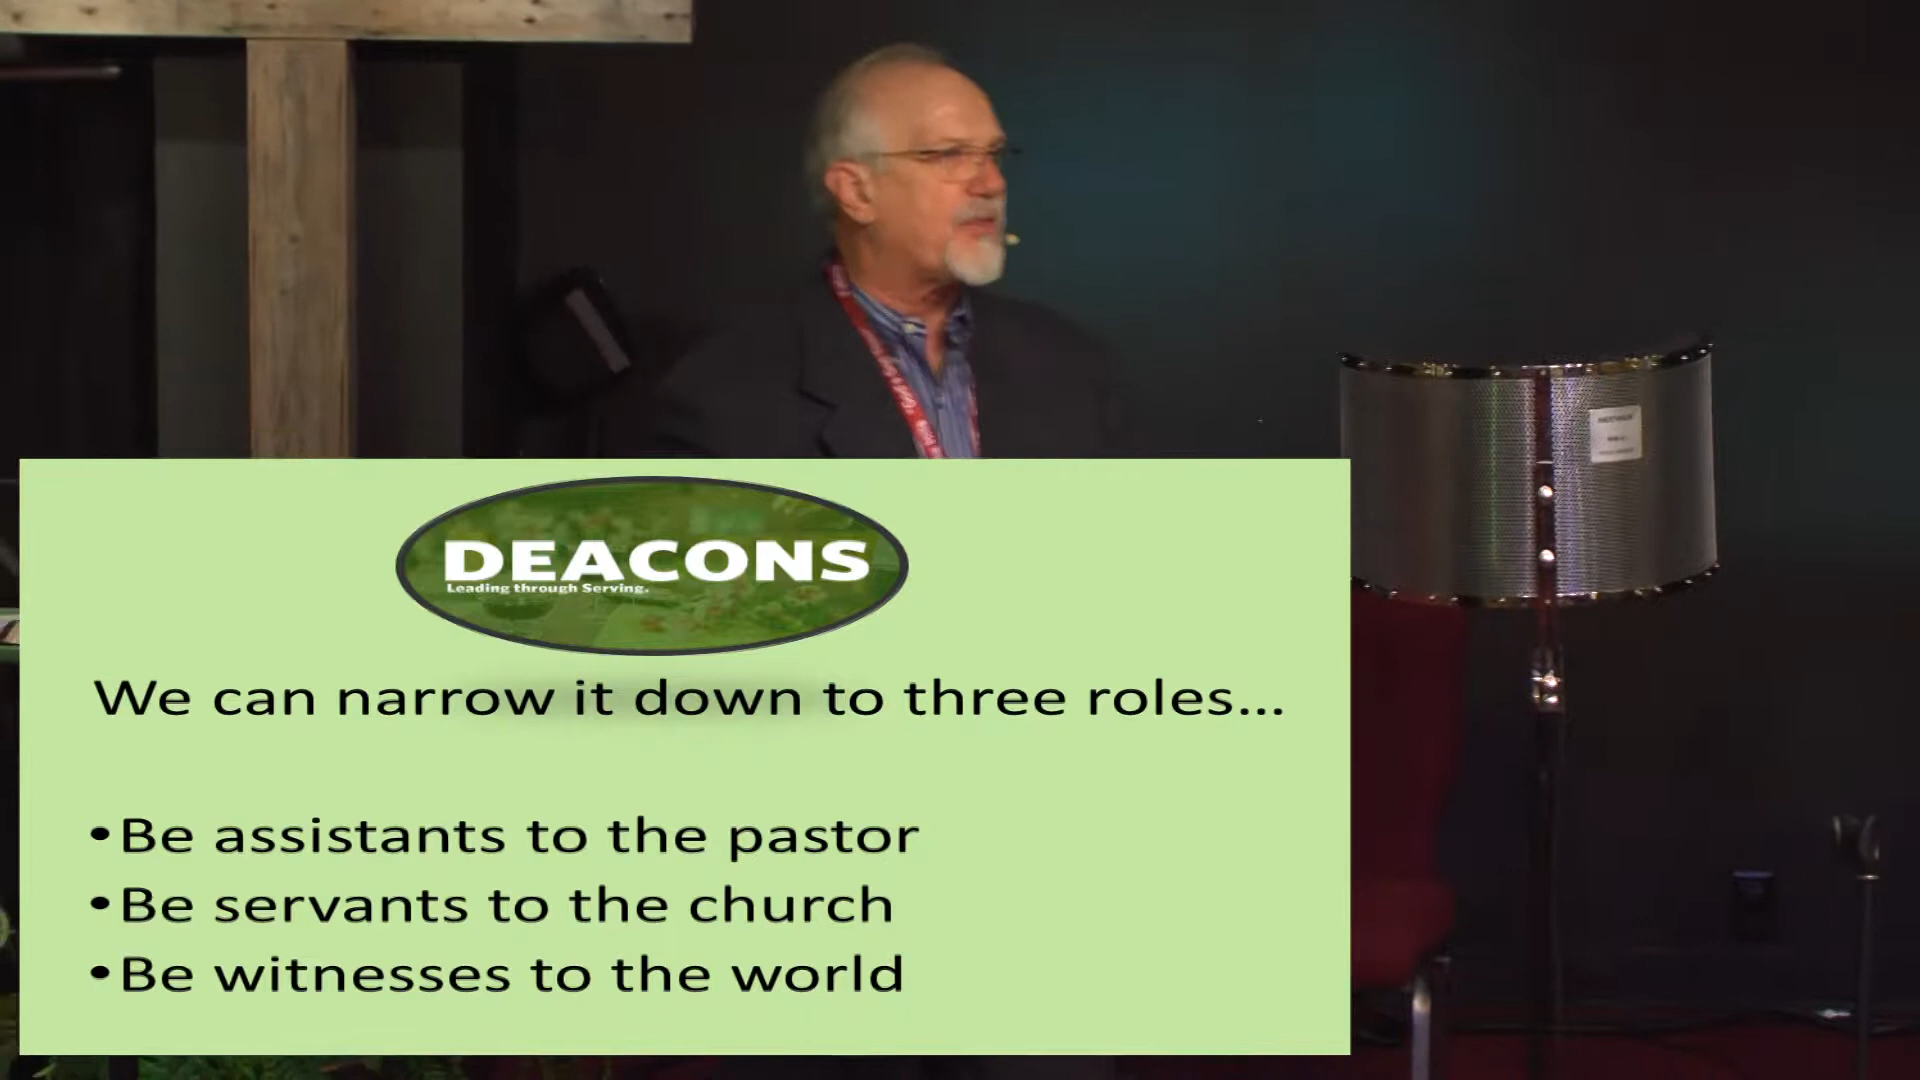 DEACONS
Leading through Serving.
We can narrow it down to three roles...
•Be assistants to the pastor
•Be servants to the church
•Be witnesses to the world